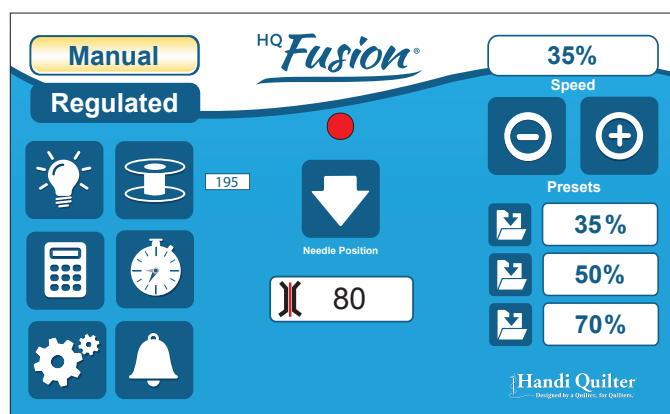 Manual
HQ Fusion®
35%
Speed
Regulated
195
Presets
35%
Needle Position
50%
80
70%
Handi Quilter®
Designed by a Quilter, for Quilters.®